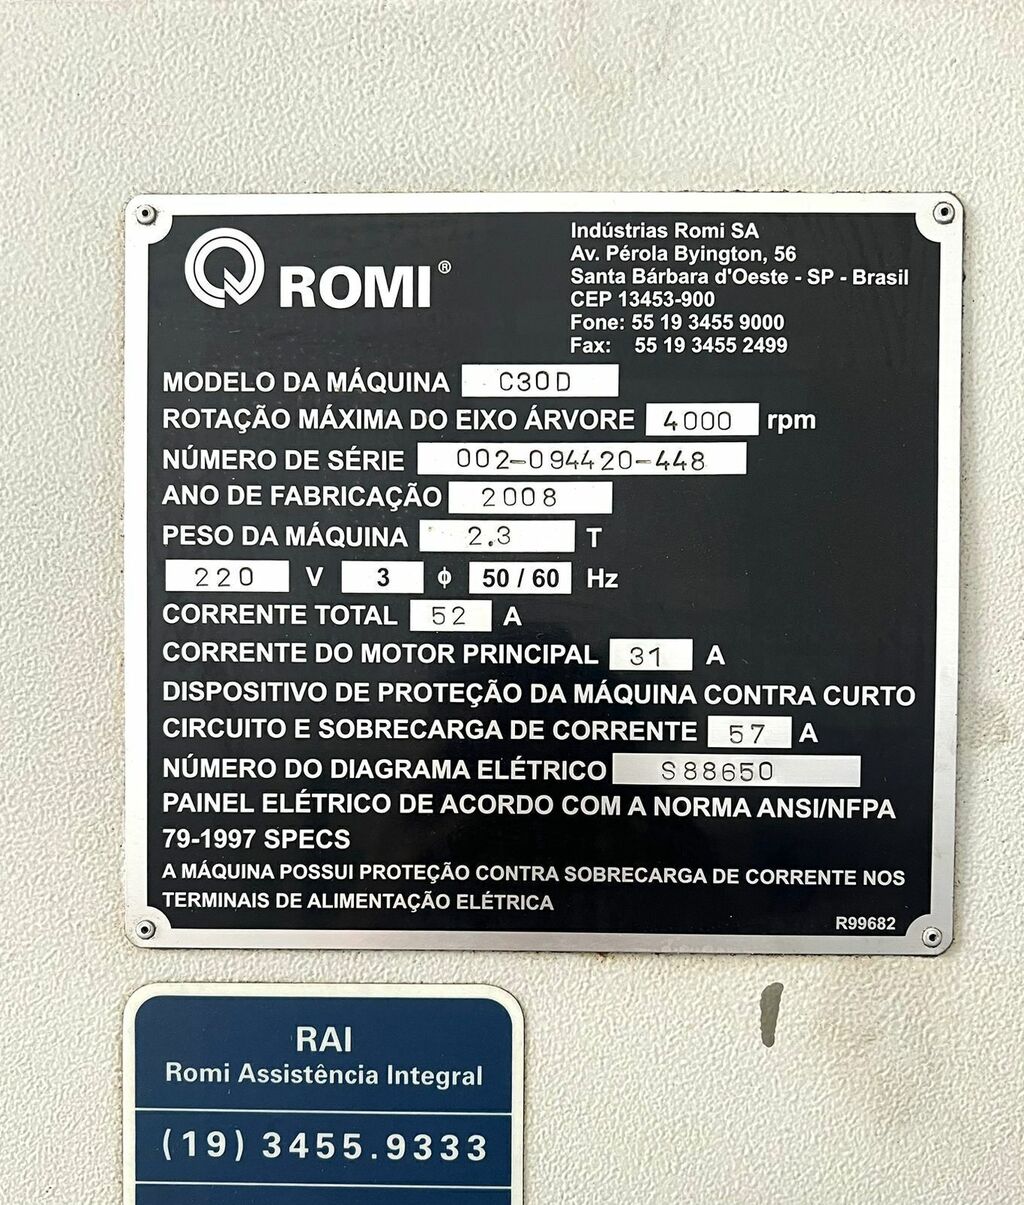 ROMI®
Indústrias Romi SA
Av. Pérola Byington, 56
Santa Bárbara d'Oeste - SP - Brasil
CEP 13453-900
Fone: 55 19 3455 9000
Fax: 55 19 3455 2499
MODELO DA MÁQUINA C30D
ROTAÇÃO MÁXIMA DO EIXO ÁRVORE 4000 rpm
NÚMERO DE SÉRIE 002-094420-448
ANO DE FABRICAÇÃO 2008
PESO DA MÁQUINA 2.3 T
220 V 3 ϕ 50 / 60 Hz
CORRENTE TOTAL 52 A
CORRENTE DO MOTOR PRINCIPAL 31 A
DISPOSITIVO DE PROTEÇÃO DA MÁQUINA CONTRA CURTO
CIRCUITO E SOBRECARGA DE CORRENTE 57 A
NÚMERO DO DIAGRAMA ELÉTRICO S88650
PAINEL ELÉTRICO DE ACORDO COM A NORMA ANSI/NFPA
79-1997 SPECS
A MÁQUINA POSSUI PROTEÇÃO CONTRA SOBRECARGA DE CORRENTE NOS
TERMINAIS DE ALIMENTAÇÃO ELÉTRICA
R99682
RAI
Romi Assistência Integral
(19) 3455.9333